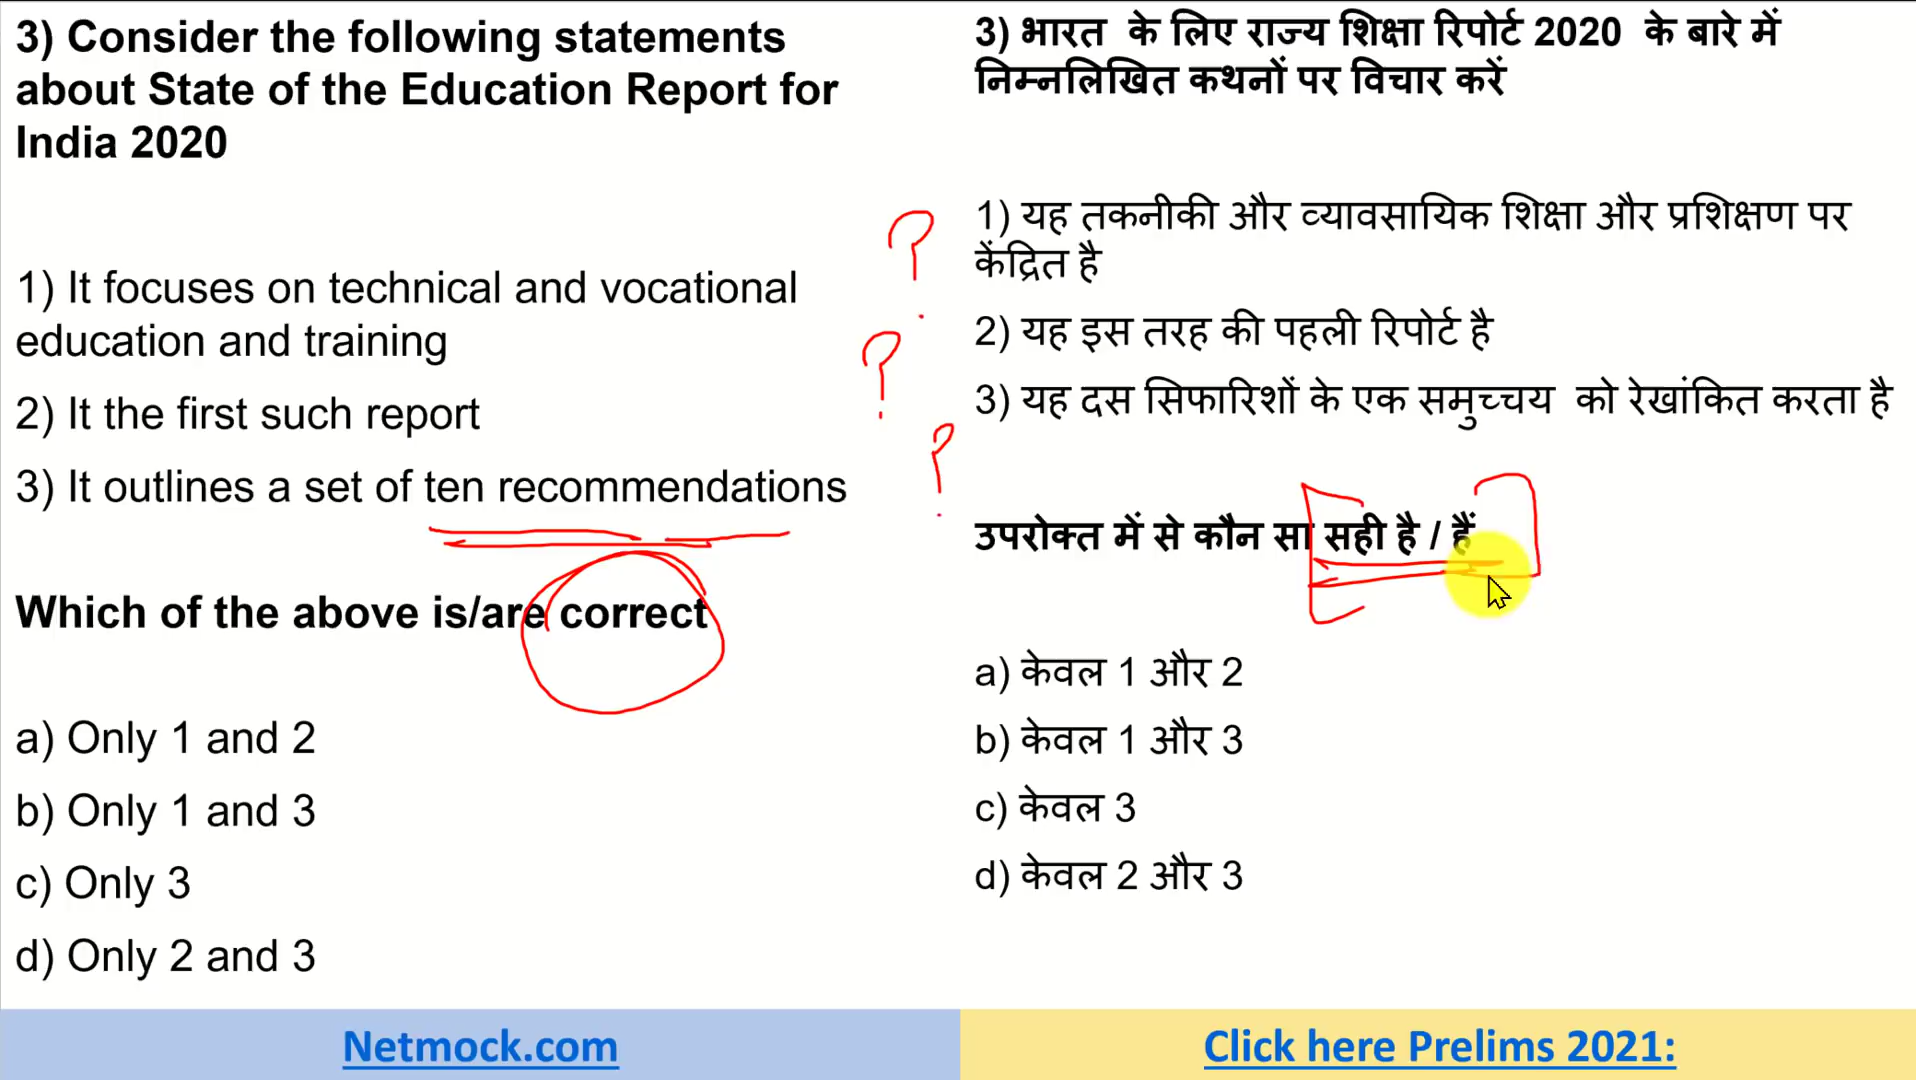 3) Consider the following statements
about State of the Education Report for
India 2020
1) It focuses on technical and vocational
education and training
2) It the first such report
3) It outlines a set of ten recommendations
Which of the above is/are correct
a) Only 1 and 2
b) Only 1 and 3
c) Only 3
d) Only 2 and 3
Netmock.com
3) भारत के लिए राज्य शिक्षा रिपोर्ट 2020 के बारे में
निम्नलिखित कथनों पर विचार करें
1) यह तकनीकी और व्यावसायिक शिक्षा और प्रशिक्षण पर
केंद्रित है
2) यह इस तरह की पहली रिपोर्ट है
3) यह दस सिफारिशों के एक समुच्चय को रेखांकित करता है
उपरोक्त में से कौन सा सही है / हैं
a) केवल 1 और 2
b) केवल 1 और 3
c) केवल 3
d) केवल 2 और 3
Click here Prelims 2021:
?
?
?